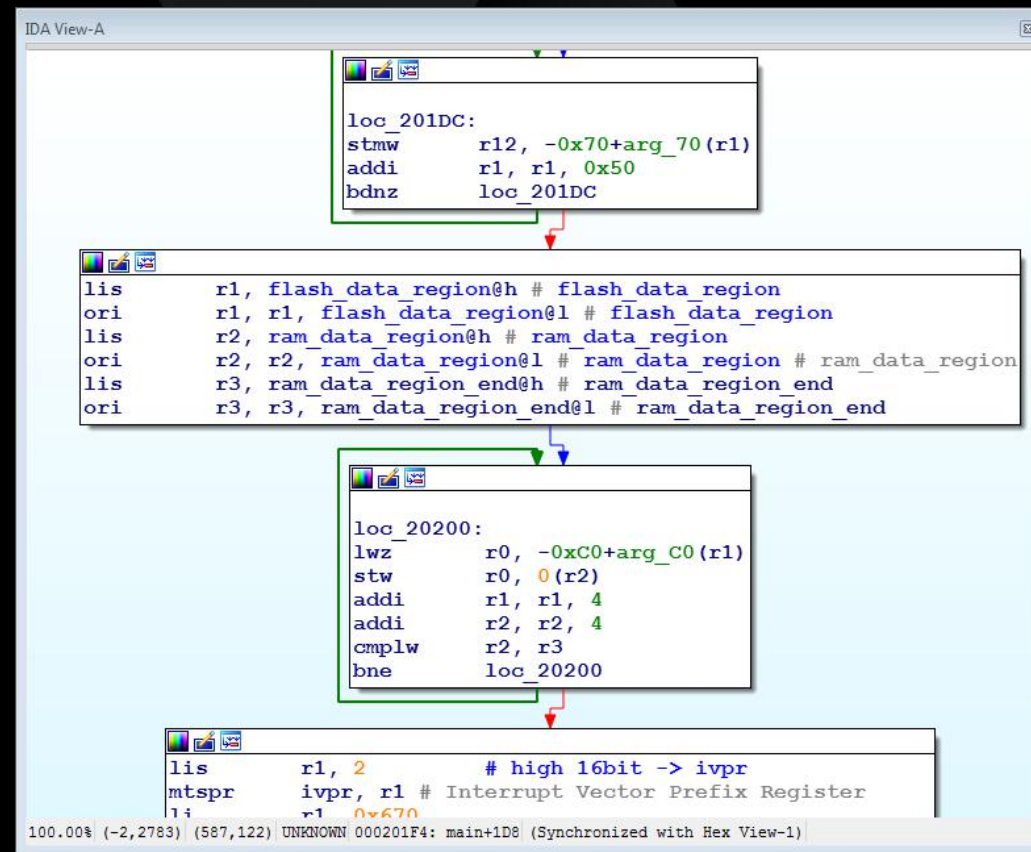 IDA View-A
loc_201DC:
stmw r12, -0x70+arg_70(r1)
addi r1, r1, 0x50
bdnz loc_201DC
lis r1, flash_data_region@h # flash_data_region
ori r1, r1, flash_data_region@l # flash_data_region
lis r2, ram_data_region@h # ram_data_region
ori r2, r2, ram_data_region@l # ram_data_region # ram_data_region
lis r3, ram_data_region_end@h # ram_data_region_end
ori r3, r3, ram_data_region_end@l # ram_data_region_end
loc_20200:
lwz r0, -0xC0+arg_C0(r1)
stw r0, 0(r2)
addi r1, r1, 4
addi r2, r2, 4
cmplw r2, r3
bne loc_20200
lis r1, 2 # high 16bit -> ivpr
mtspr ivpr, r1 # Interrupt Vector Prefix Register
li r1, 0x670
100.00% (-2,2783) (587,122) UNKNOWN 000201F4: main+1D8 (Synchronized with Hex View-1)